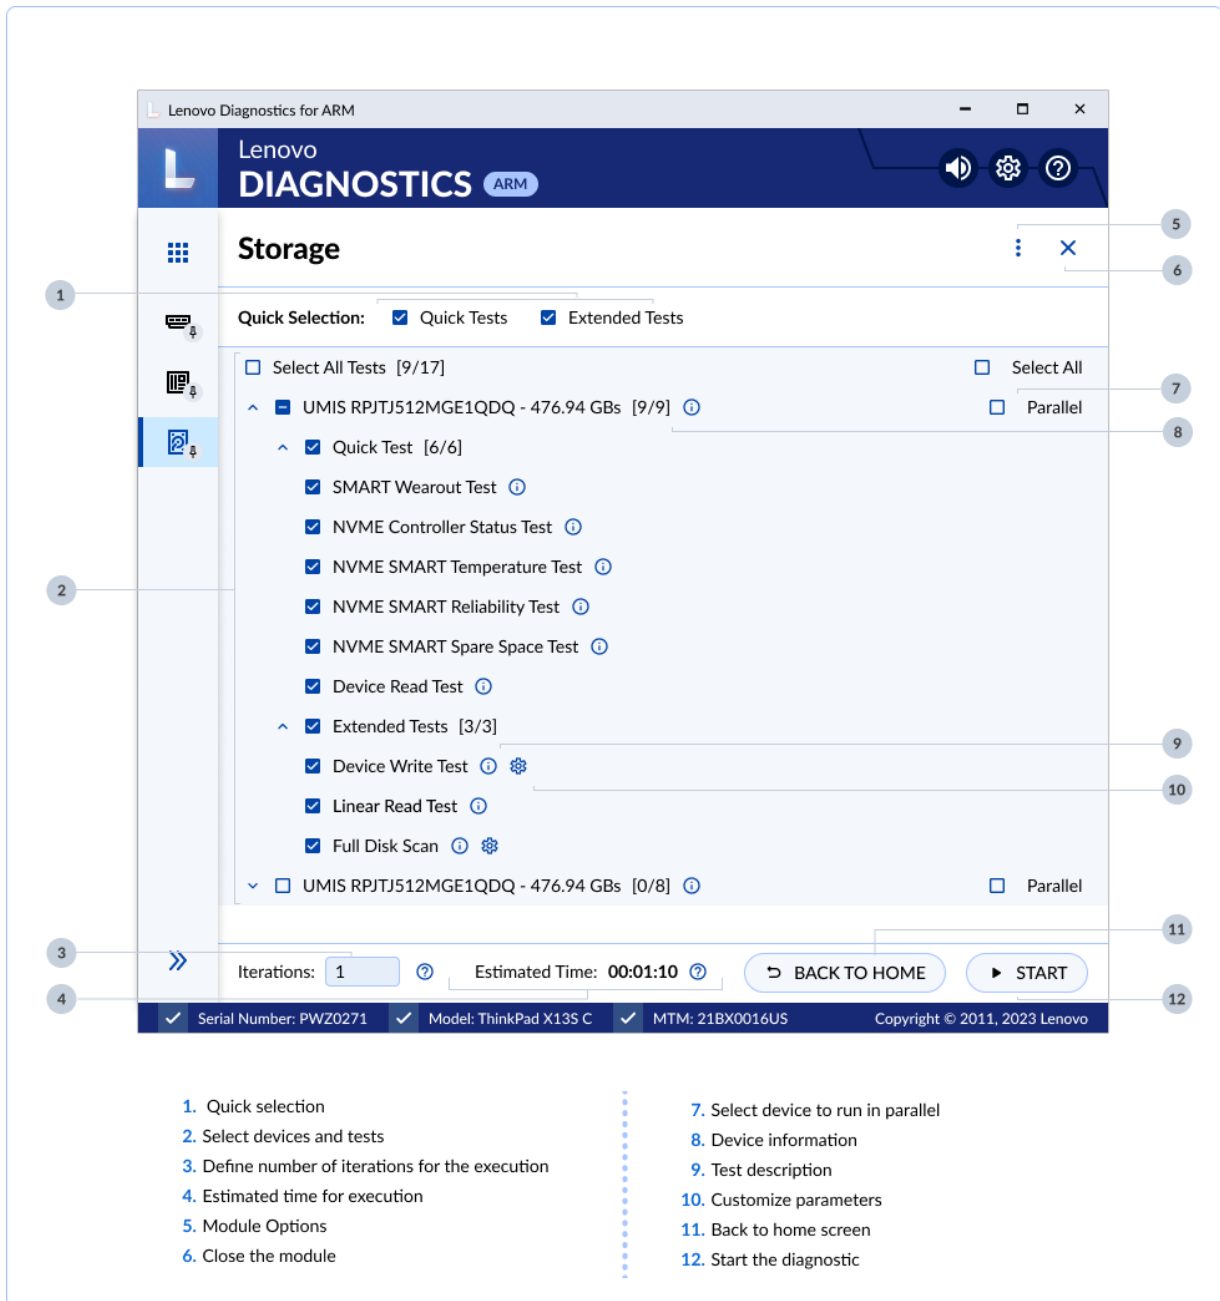 Lenovo Diagnostics for ARM
Lenovo
DIAGNOSTICS ARM
Storage
5
6
1
Quick Selection: Quick Tests Extended Tests
Select All Tests [9/17] Select All
7
UMIS RPJTJ512MGE1QDQ - 476.94 GBs [9/9] Parallel
8
Quick Test [6/6]
SMART Wearout Test
NVME Controller Status Test
NVME SMART Temperature Test
2
NVME SMART Reliability Test
NVME SMART Spare Space Test
Device Read Test
Extended Tests [3/3]
9
Device Write Test
10
Linear Read Test
Full Disk Scan
UMIS RPJTJ512MGE1QDQ - 476.94 GBs [0/8] Parallel
11
3
Iterations: 1 Estimated Time: 00:01:10 BACK TO HOME START
4
12
Serial Number: PWZ0271 Model: ThinkPad X13S C MTM: 21BX0016US Copyright © 2011, 2023 Lenovo
1. Quick selection
2. Select devices and tests
3. Define number of iterations for the execution
4. Estimated time for execution
5. Module Options
6. Close the module
7. Select device to run in parallel
8. Device information
9. Test description
10. Customize parameters
11. Back to home screen
12. Start the diagnostic